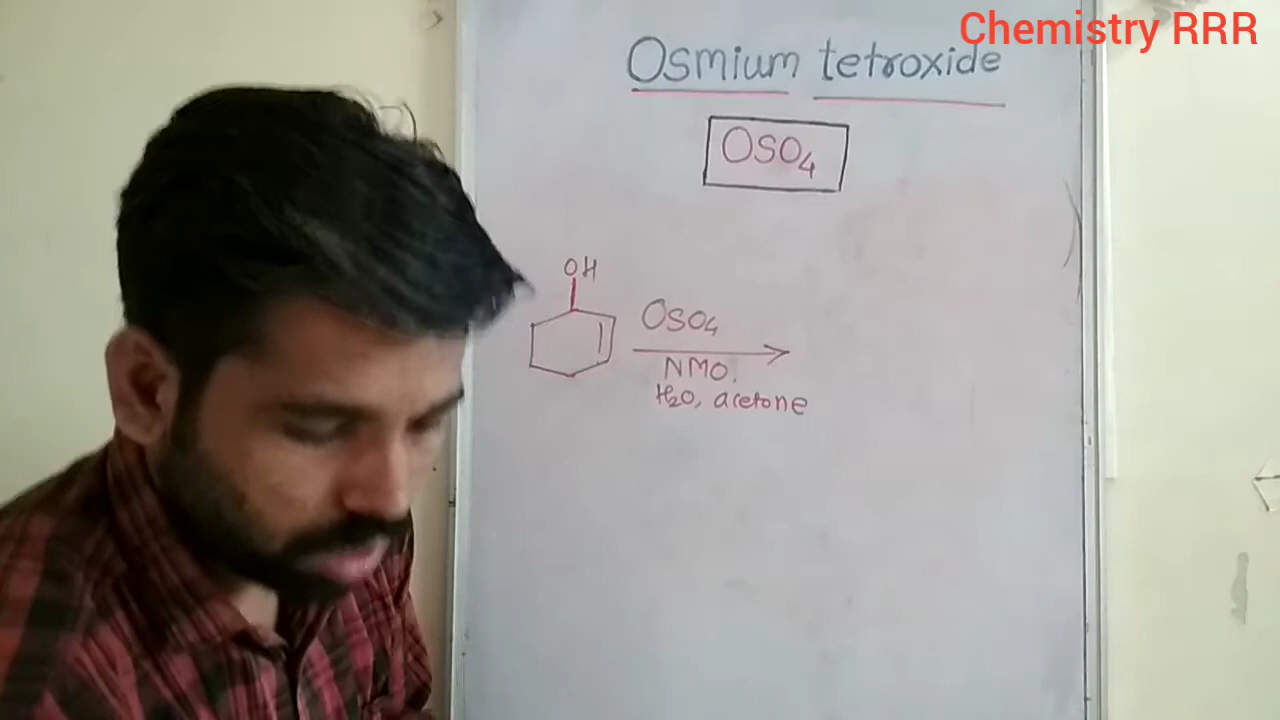 Chemistry RRR
Osmium tetroxide
OsO4
OH
OsO4
NMO.
H2O, acetone